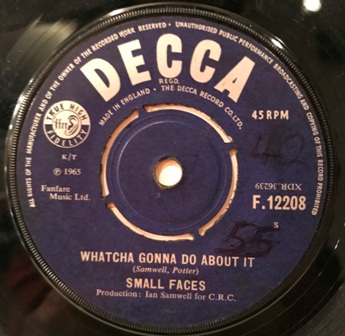 ALL RIGHTS OF THE MANUFACTURER AND OF THE OWNER OF THE RECORDED WORK RESERVED · UNAUTHORISED PUBLIC PERFORMANCE BROADCASTING AND COPYING OF THIS RECORD PROHIBITED
DECCA
REGD.
MADE IN ENGLAND · THE DECCA RECORD CO. LTD.
TRUE HIGH
ffrr
FIDELITY
45 RPM
K/T
℗ 1965
Fanfare
Music Ltd.
XDR·36239
F.12208
S
42
55
WHATCHA GONNA DO ABOUT IT
(Samwell, Potter)
SMALL FACES
Production: Ian Samwell for C.R.C.